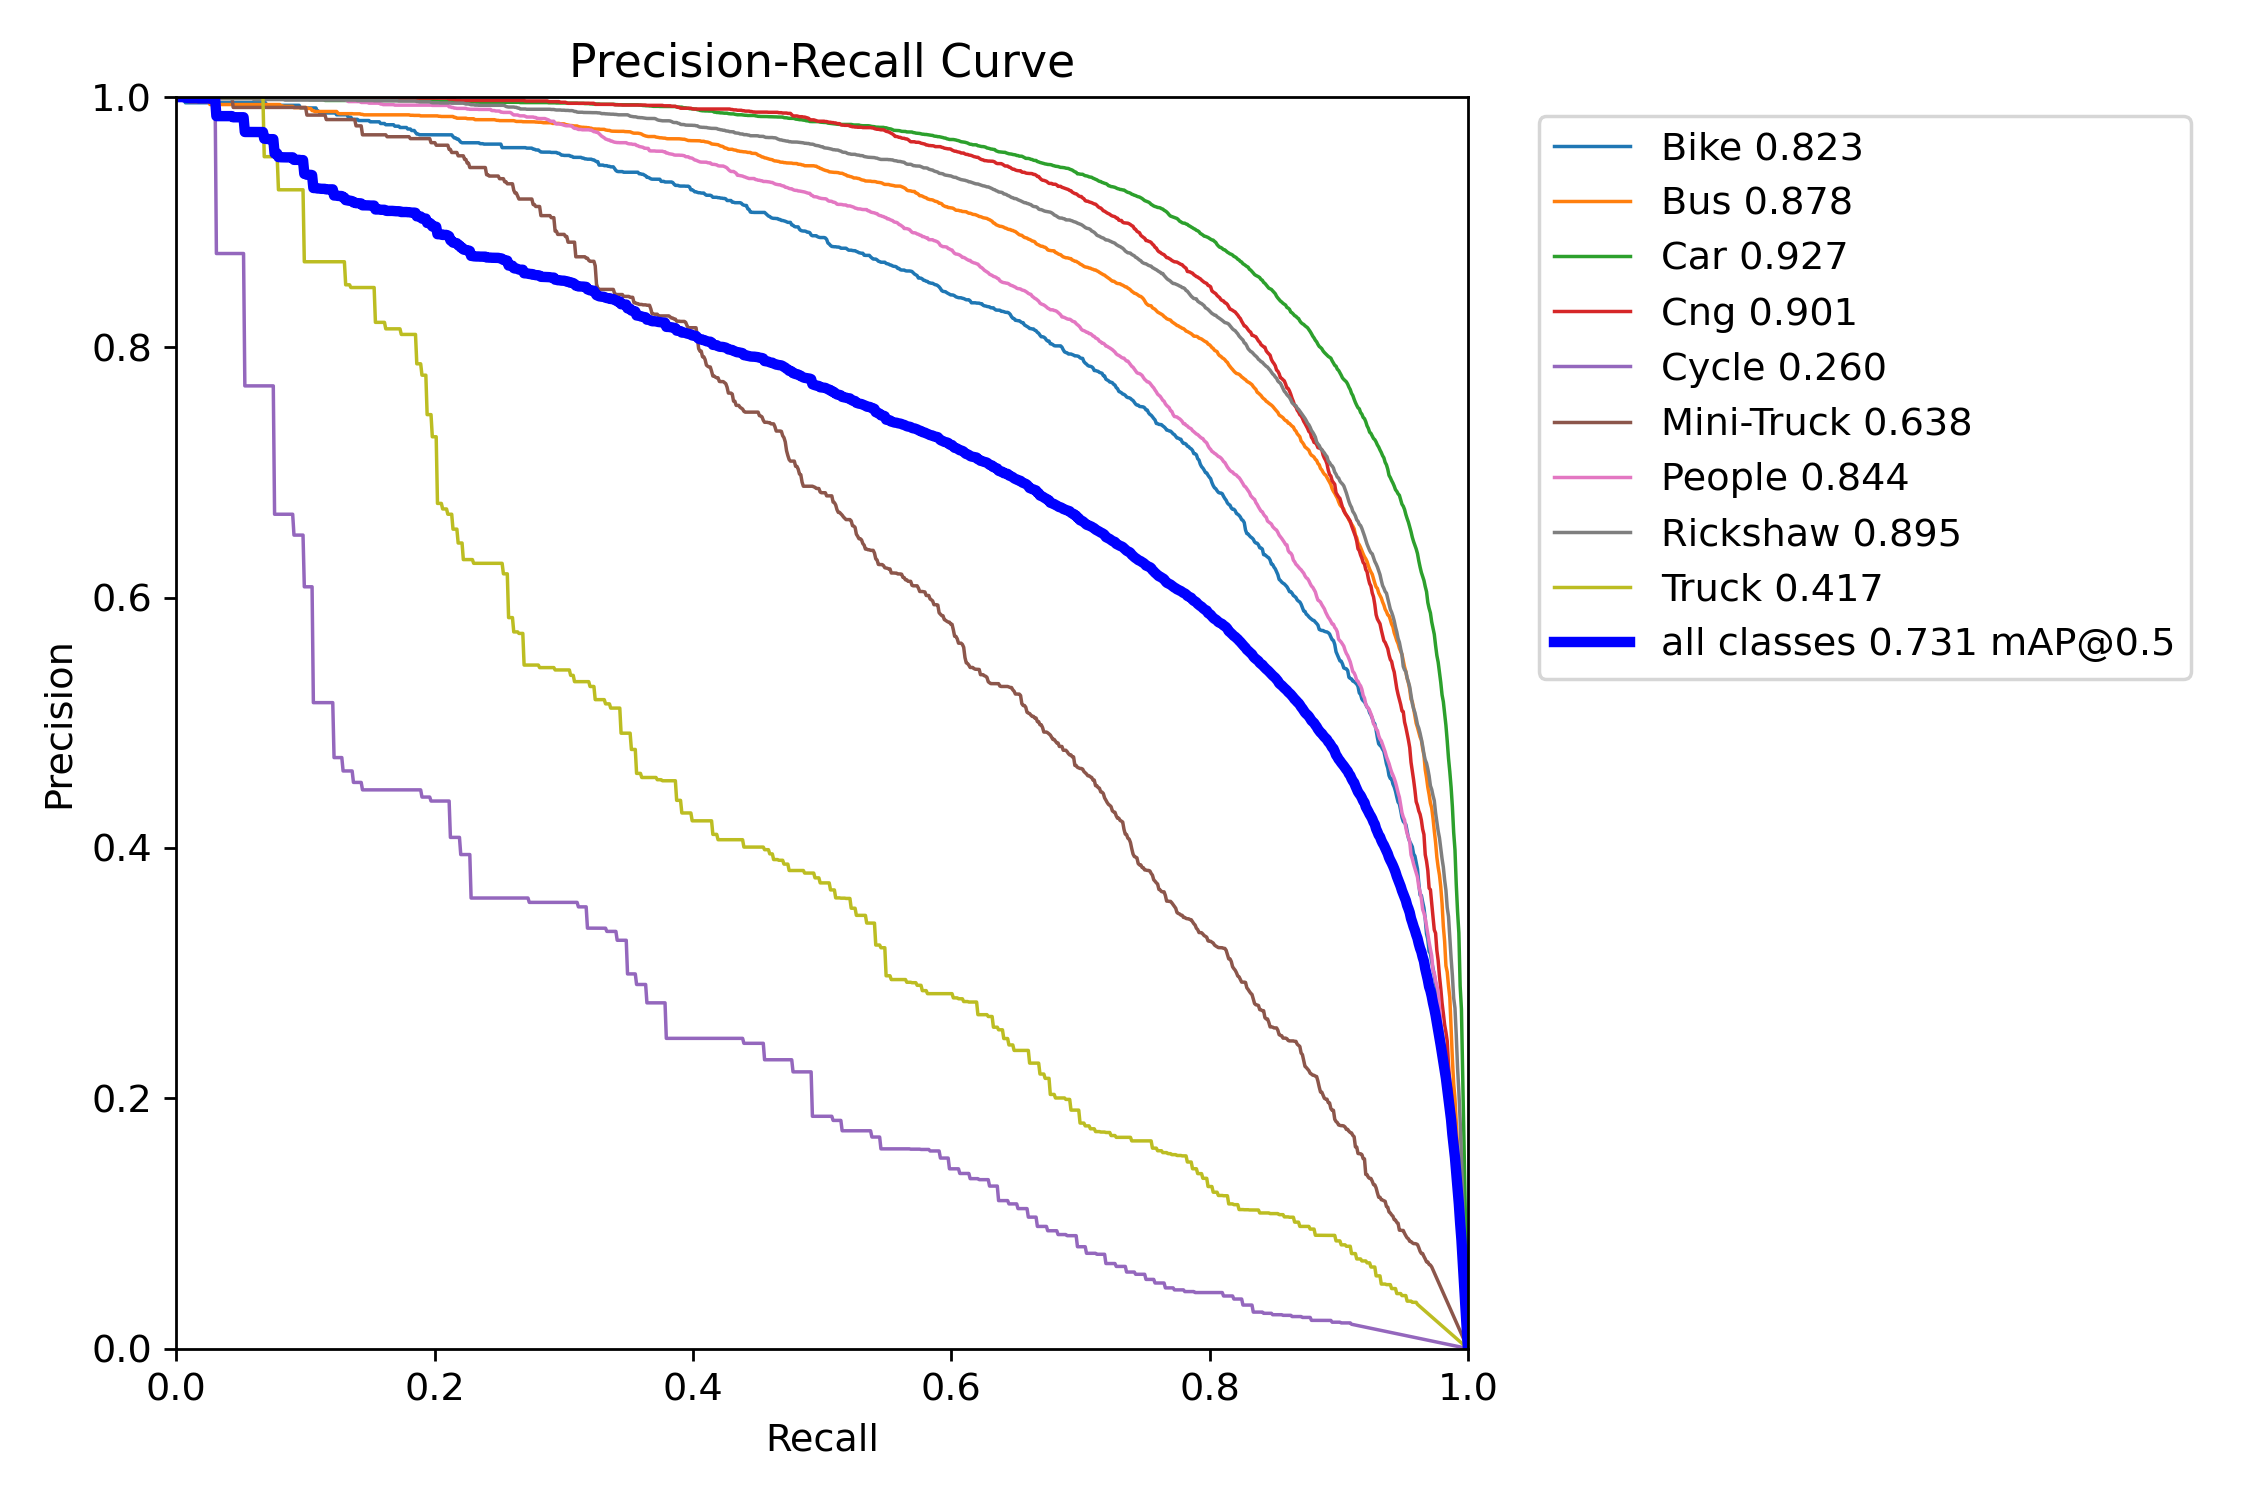 Precision-Recall Curve
1.0
0.8
0.6
0.4
0.2
0.0
Precision
0.0 0.2 0.4 0.6 0.8 1.0
Recall
Bike 0.823
Bus 0.878
Car 0.927
Cng 0.901
Cycle 0.260
Mini-Truck 0.638
People 0.844
Rickshaw 0.895
Truck 0.417
all classes 0.731 mAP@0.5